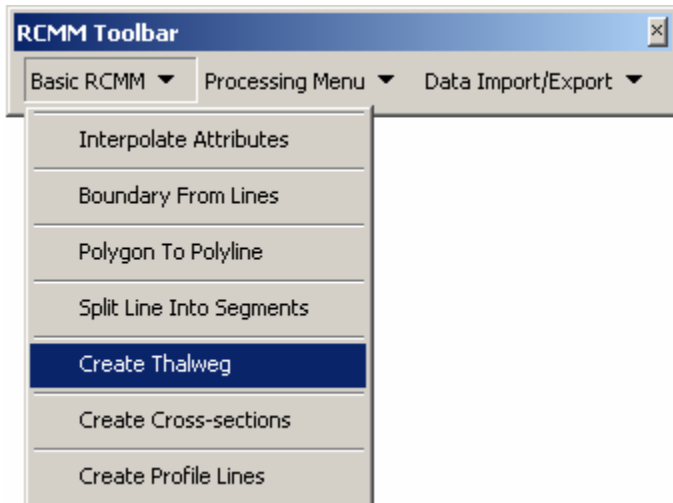 RCMM Toolbar
Basic RCMM Processing Menu Data Import/Export
Interpolate Attributes
Boundary From Lines
Polygon To Polyline
Split Line Into Segments
Create Thalweg
Create Cross-sections
Create Profile Lines